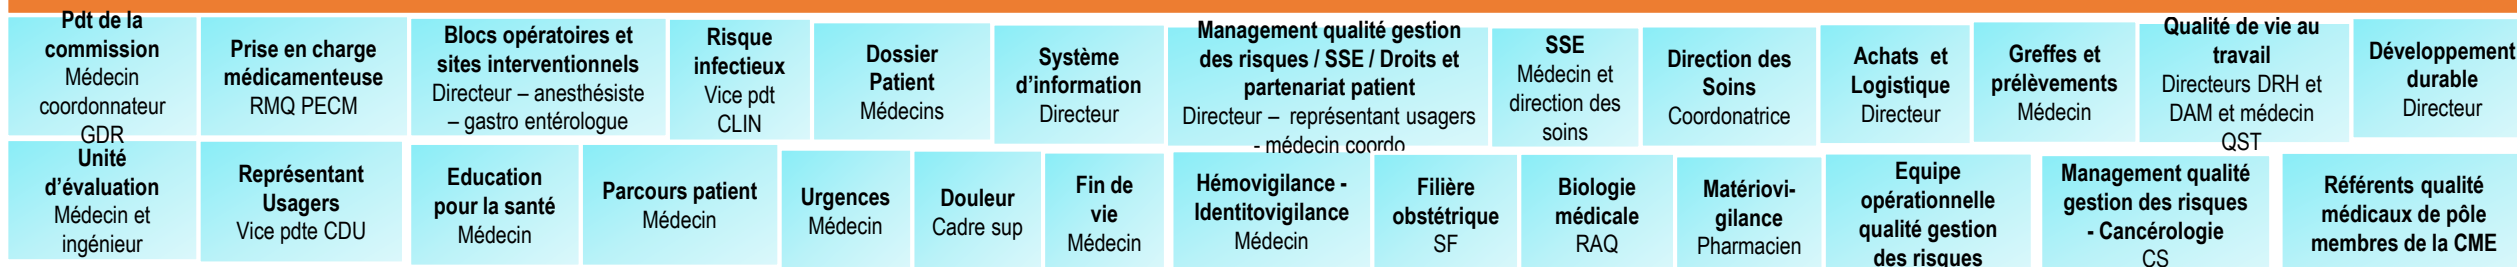 Pdt de la
commission
Médecin
coordonnateur
GDR
Prise en charge
médicamenteuse
RMQ PECM
Blocs opératoires et
sites interventionnels
Directeur – anesthésiste
– gastro entérologue
Risque
infectieux
Vice pdt
CLIN
Dossier
Patient
Médecins
Système
d’information
Directeur
Management qualité gestion
des risques / SSE / Droits et
partenariat patient
Directeur – représentant usagers
- médecin coordo
SSE
Médecin et
direction des
soins
Direction des
Soins
Coordonatrice
Achats et
Logistique
Directeur
Greffes et
prélèvements
Médecin
Qualité de vie au
travail
Directeurs DRH et
DAM et médecin
QST
Développement
durable
Directeur
Unité
d’évaluation
Médecin et
ingénieur
Représentant
Usagers
Vice pdte CDU
Education
pour la santé
Médecin
Parcours patient
Médecin
Urgences
Médecin
Douleur
Cadre sup
Fin de
vie
Médecin
Hémovigilance -
Identitovigilance
Médecin
Filière
obstétrique
SF
Biologie
médicale
RAQ
Matériovi-
gilance
Pharmacien
Equipe
opérationnelle
qualité gestion
des risques
Management qualité
gestion des risques
- Cancérologie
CS
Référents qualité
médicaux de pôle
membres de la CME